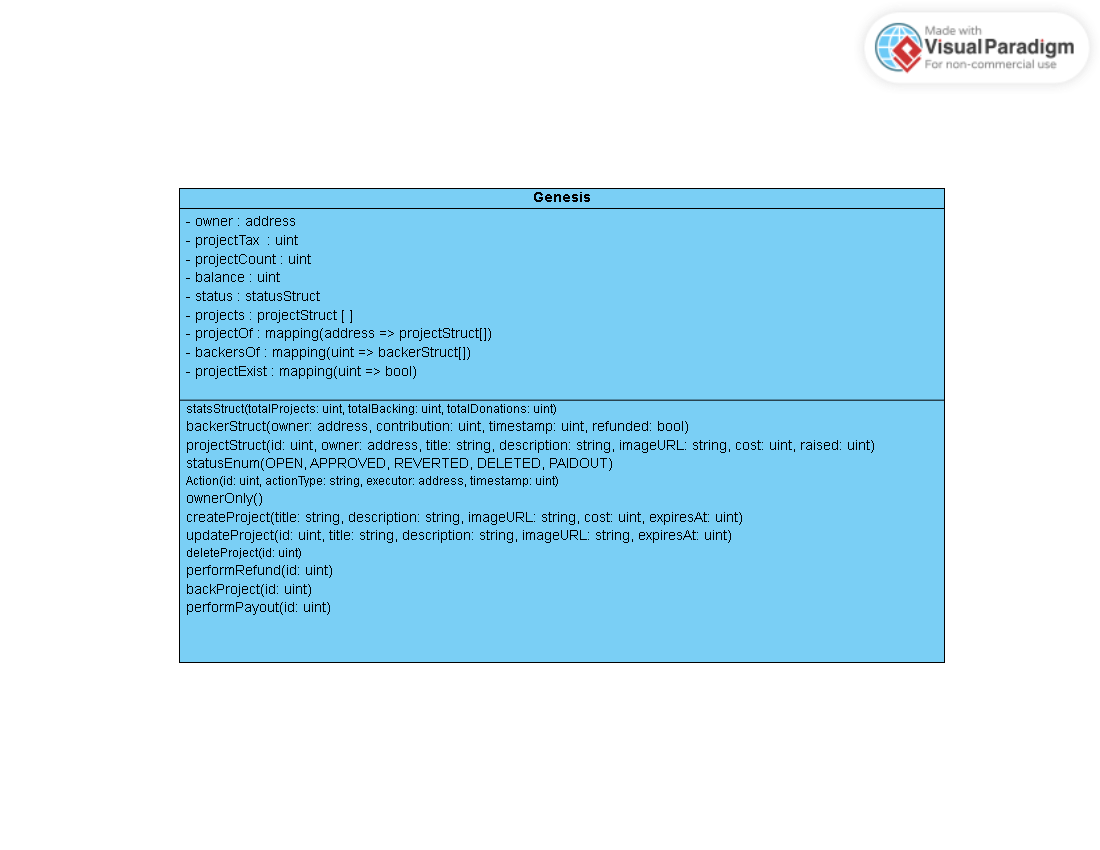 Made with
VisualParadigm
For non-commercial use
Genesis
- owner : address
- projectTax : uint
- projectCount : uint
- balance : uint
- status : statusStruct
- projects : projectStruct [ ]
- projectOf : mapping(address => projectStruct[])
- backersOf : mapping(uint => backerStruct[])
- projectExist : mapping(uint => bool)
statsStruct(totalProjects: uint, totalBacking: uint, totalDonations: uint)
backerStruct(owner: address, contribution: uint, timestamp: uint, refunded: bool)
projectStruct(id: uint, owner: address, title: string, description: string, imageURL: string, cost: uint, raised: uint)
statusEnum(OPEN, APPROVED, REVERTED, DELETED, PAIDOUT)
Action(id: uint, actionType: string, executor: address, timestamp: uint)
ownerOnly()
createProject(title: string, description: string, imageURL: string, cost: uint, expiresAt: uint)
updateProject(id: uint, title: string, description: string, imageURL: string, expiresAt: uint)
deleteProject(id: uint)
performRefund(id: uint)
backProject(id: uint)
performPayout(id: uint)